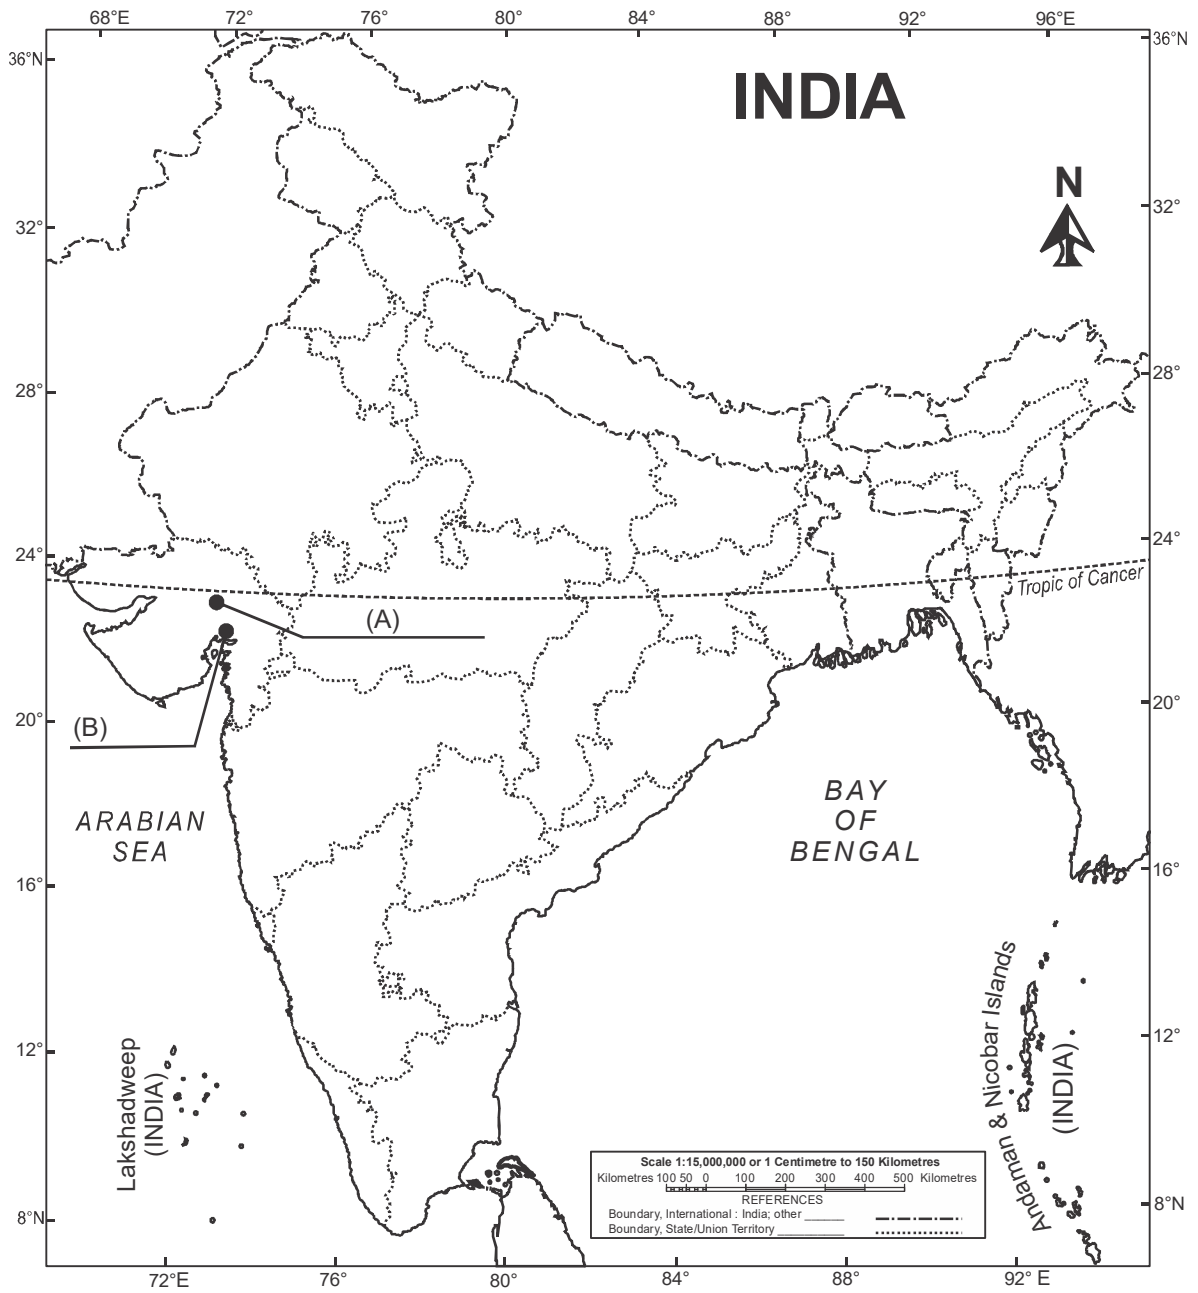 68°E 72° 76° 80° 84° 88° 92° 96°E
36°N
36°N
INDIA
N
32°
32°
28°
28°
24°
24°
Tropic of Cancer
(A)
20°
20°
(B)
ARABIAN
SEA
BAY
OF
BENGAL
16°
16°
Andaman & Nicobar Islands
(INDIA)
12°
12°
Lakshadweep
(INDIA)
Scale 1:15,000,000 or 1 Centimetre to 150 Kilometres
Kilometres 100 50 0 100 200 300 400 500 Kilometres
REFERENCES
Boundary, International : India; other
Boundary, State/Union Territory
8°N
8°N
72°E 76° 80° 84° 88° 92° E